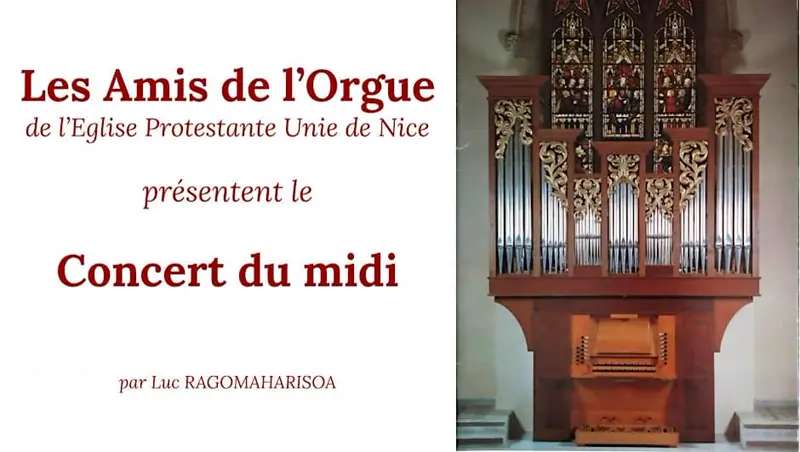 Les Amis de l’Orgue
de l’Eglise Protestante Unie de Nice
présentent le
Concert du midi
par Luc RAGOMAHARISOA